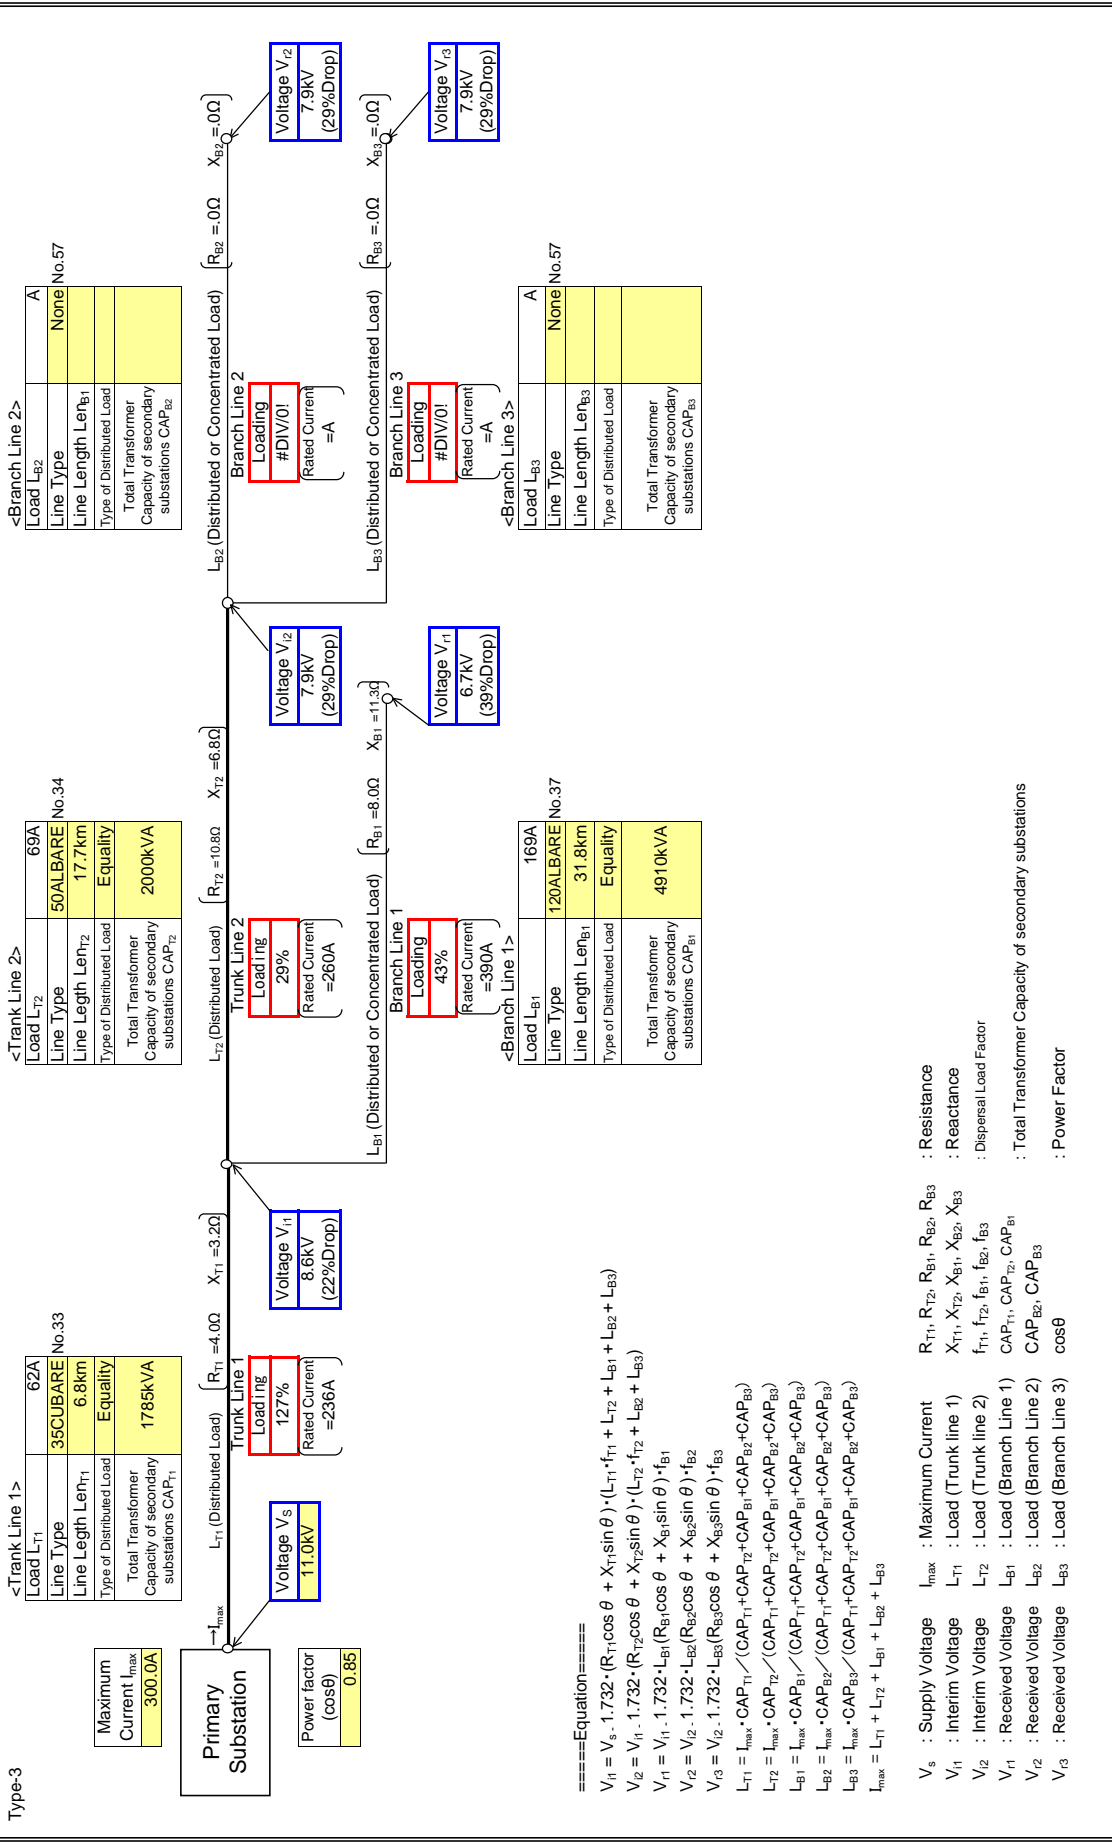 Type-3
<Trank Line 1>
Load LT1 62A
Line Type 35CUBARE No.33
Line Legth LenT1 6.8km
Type of Distributed Load Equality
Total Transformer
Capacity of secondary
substations CAPT1
1785kVA
<Trank Line 2>
Load LT2 69A
Line Type 50ALBARE No.34
Line Length LenT2 17.7km
Type of Distributed Load Equality
Total Transformer
Capacity of secondary
substations CAPT2
2000kVA
<Branch Line 2>
Load LB2 A
Line Type None No.57
Line Length LenB1
Type of Distributed Load
Total Transformer
Capacity of secondary
substations CAPB2
Maximum
Current Imax
300.0A
Primary
Substation
→Imax
Power factor
(cosθ)
0.85
Voltage VS
11.0kV
LT1 (Distributed Load)
RT1 =4.0Ω XT1 =3.2Ω
Trunk Line 1
Loading
127%
Rated Current
=236A
Voltage Vi1
8.6kV
(22%Drop)
LT2 (Distributed Load)
RT2 =10.8Ω XT2 =6.8Ω
Trunk Line 2
Loading
29%
Rated Current
=260A
Voltage Vi2
7.9kV
(29%Drop)
LB2 (Distributed or Concentrated Load)
RB2 =.0Ω XB2 =.0Ω
Branch Line 2
Loading
#DIV/0!
Rated Current
=A
Voltage Vr2
7.9kV
(29%Drop)
LB1 (Distributed or Concentrated Load)
RB1 =8.0Ω XB1 =11.3Ω
Branch Line 1
Loading
43%
Rated Current
=390A
Voltage Vr1
6.7kV
(39%Drop)
LB3 (Distributed or Concentrated Load)
RB3 =.0Ω XB3 =.0Ω
Branch Line 3
Loading
#DIV/0!
Rated Current
=A
Voltage Vr3
7.9kV
(29%Drop)
<Branch Line 1>
Load LB1 169A
Line Type 120ALBARE No.37
Line Length LenB1 31.8km
Type of Distributed Load Equality
Total Transformer
Capacity of secondary
substations CAPB1
4910kVA
<Branch Line 3>
Load LB3 A
Line Type None No.57
Line Length LenB3
Type of Distributed Load
Total Transformer
Capacity of secondary
substations CAPB3
=====Equation=====
Vi1 = Vs - 1.732・(RT1cos θ + XT1sin θ)・(LT1・fT1 + LT2 + LB1 + LB2 + LB3)
Vi2 = Vi1 - 1.732・(RT2cos θ + XT2sin θ)・(LT2・fT2 + LB2 + LB3)
Vr1 = Vi1 - 1.732・LB1(RB1cos θ + XB1sin θ)・fB1
Vr2 = Vi2 - 1.732・LB2(RB2cos θ + XB2sin θ)・fB2
Vr3 = Vi2 - 1.732・LB3(RB3cos θ + XB3sin θ)・fB3
LT1 = Imax・CAPT1／(CAPT1+CAPT2+CAPB1+CAPB2+CAPB3)
LT2 = Imax・CAPT2／(CAPT1+CAPT2+CAPB1+CAPB2+CAPB3)
LB1 = Imax・CAPB1／(CAPT1+CAPT2+CAPB1+CAPB2+CAPB3)
LB2 = Imax・CAPB2／(CAPT1+CAPT2+CAPB1+CAPB2+CAPB3)
LB3 = Imax・CAPB3／(CAPT1+CAPT2+CAPB1+CAPB2+CAPB3)
Imax = LT1 + LT2 + LB1 + LB2 + LB3
Vs : Supply Voltage Imax : Maximum Current RT1, RT2, RB1, RB2, RB3 : Resistance
Vi1 : Interim Voltage LT1 : Load (Trunk line 1) XT1, XT2, XB1, XB2, XB3 : Reactance
Vi2 : Interim Voltage LT2 : Load (Trunk line 2) fT1, fT2, fB1, fB2, fB3 : Dispersal Load Factor
Vr1 : Received Voltage LB1 : Load (Branch Line 1) CAPT1, CAPT2, CAPB1
Vr2 : Received Voltage LB2 : Load (Branch Line 2) CAPB2, CAPB3 : Total Transformer Capacity of secondary substations
Vr3 : Received Voltage LB3 : Load (Branch Line 3) cosθ : Power Factor